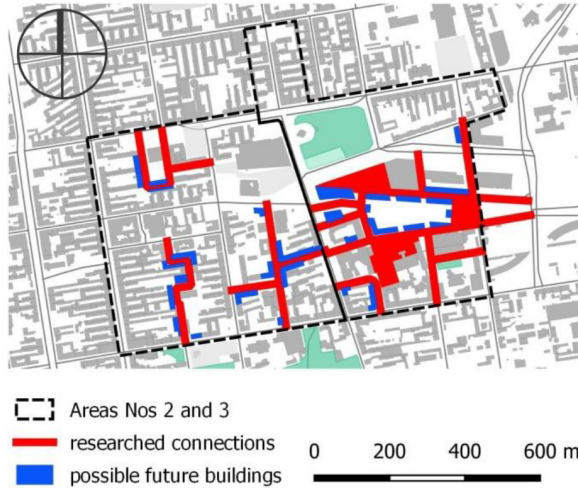 Areas Nos 2 and 3
researched connections
possible future buildings
0 200 400 600 m